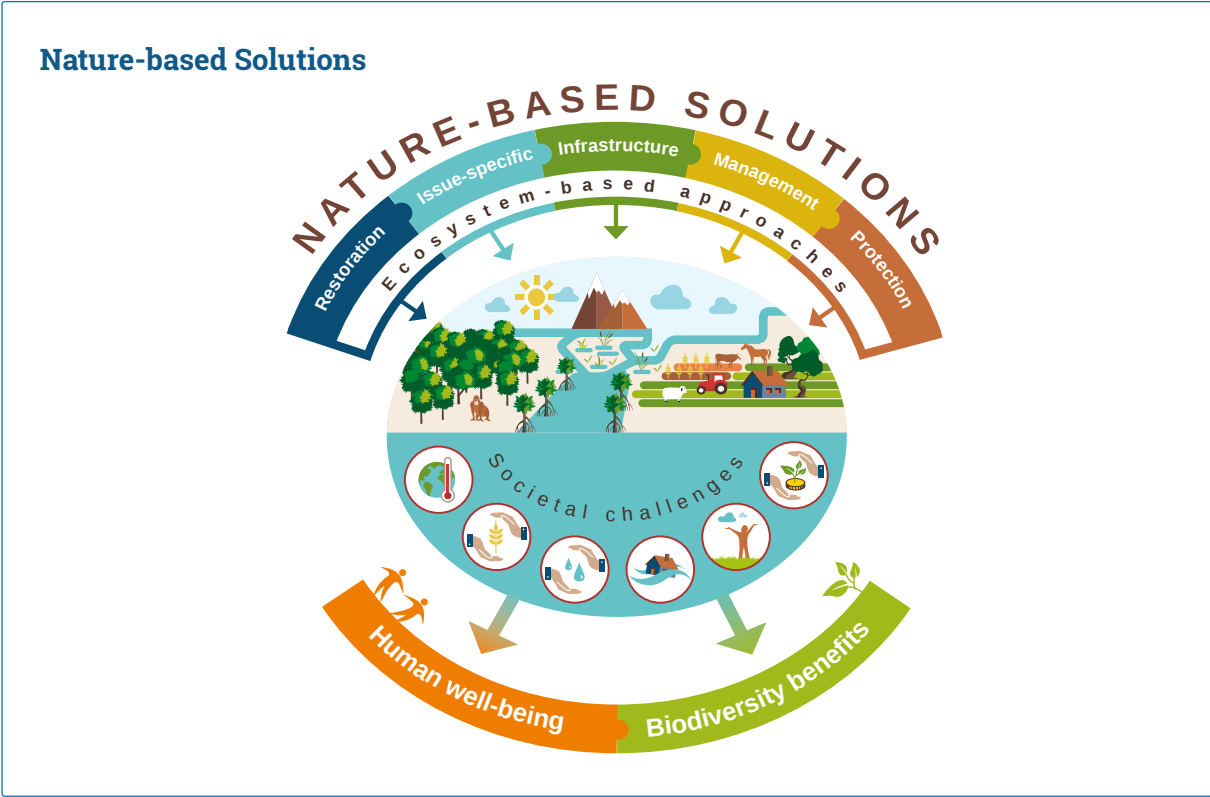 Nature-based Solutions
NATURE-BASED SOLUTIONS
Restoration
Issue-specific
Infrastructure
Management
Protection
Ecosystem-based approaches
Societal challenges
Human well-being
Biodiversity benefits